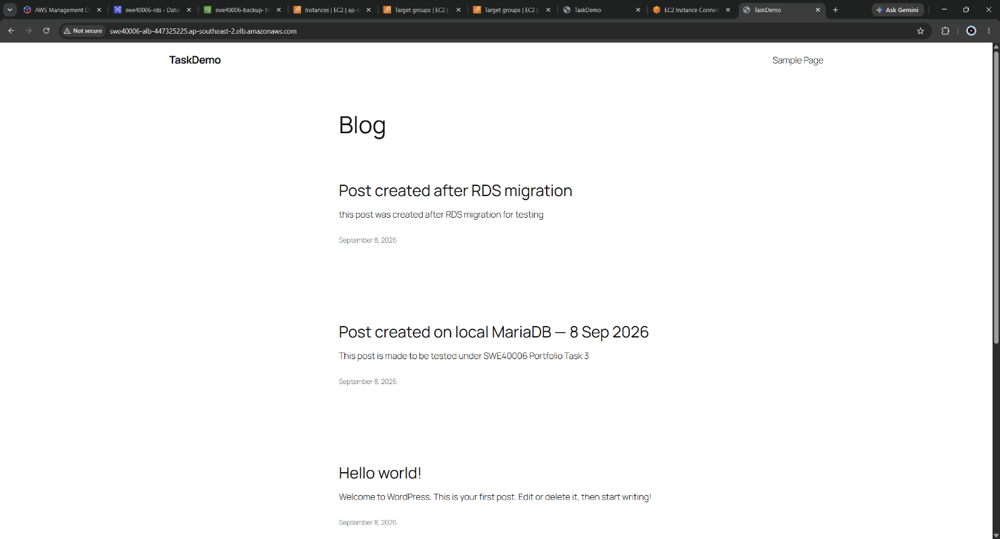 AWS Management Co
swe40006-rds - Datab
swe40006-backup-10
Instances | EC2 | ap-s
Target groups | EC2 |
Target groups | EC2 |
TaskDemo
EC2 Instance Connec
TaskDemo
Ask Gemini
Not secure
swe40006-alb-447325225.ap-southeast-2.elb.amazonaws.com
TaskDemo
Sample Page
Blog
Post created after RDS migration
this post was created after RDS migration for testing
September 8, 2026
Post created on local MariaDB — 8 Sep 2026
This post is made to be tested under SWE40006 Portfolio Task 3
September 8, 2026
Hello world!
Welcome to WordPress. This is your first post. Edit or delete it, then start writing!
September 8, 2026